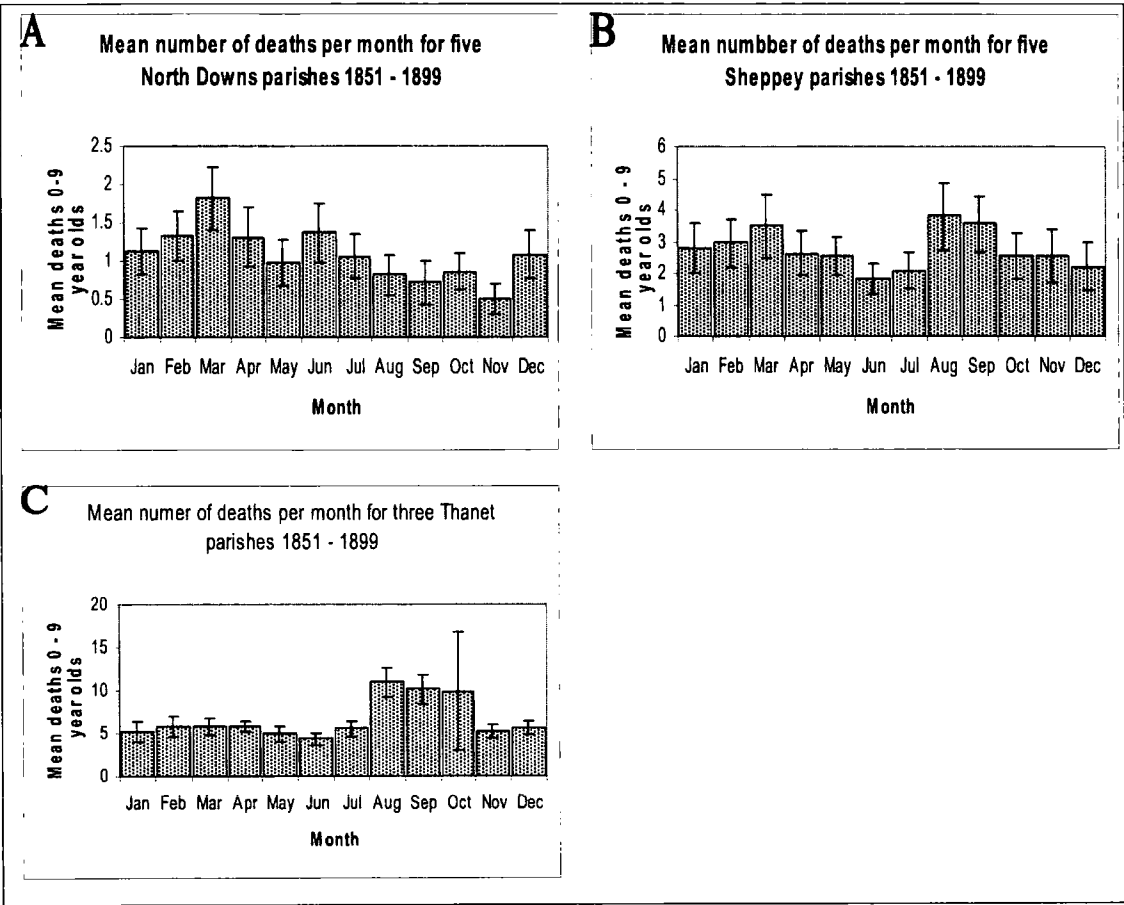 A
Mean number of deaths per month for five
North Downs parishes 1851 - 1899
Mean deaths 0-9
year olds
2.5
2
1.5
1
0.5
0
Jan Feb Mar Apr May Jun Jul Aug Sep Oct Nov Dec
Month
B
Mean numbber of deaths per month for five
Sheppey parishes 1851 - 1899
Mean deaths 0 - 9
year olds
6
5
4
3
2
1
0
Jan Feb Mar Apr May Jun Jul Aug Sep Oct Nov Dec
Month
C
Mean numer of deaths per month for three Thanet
parishes 1851 - 1899
Mean deaths 0 - 9
year olds
20
15
10
5
0
Jan Feb Mar Apr May Jun Jul Aug Sep Oct Nov Dec
Month